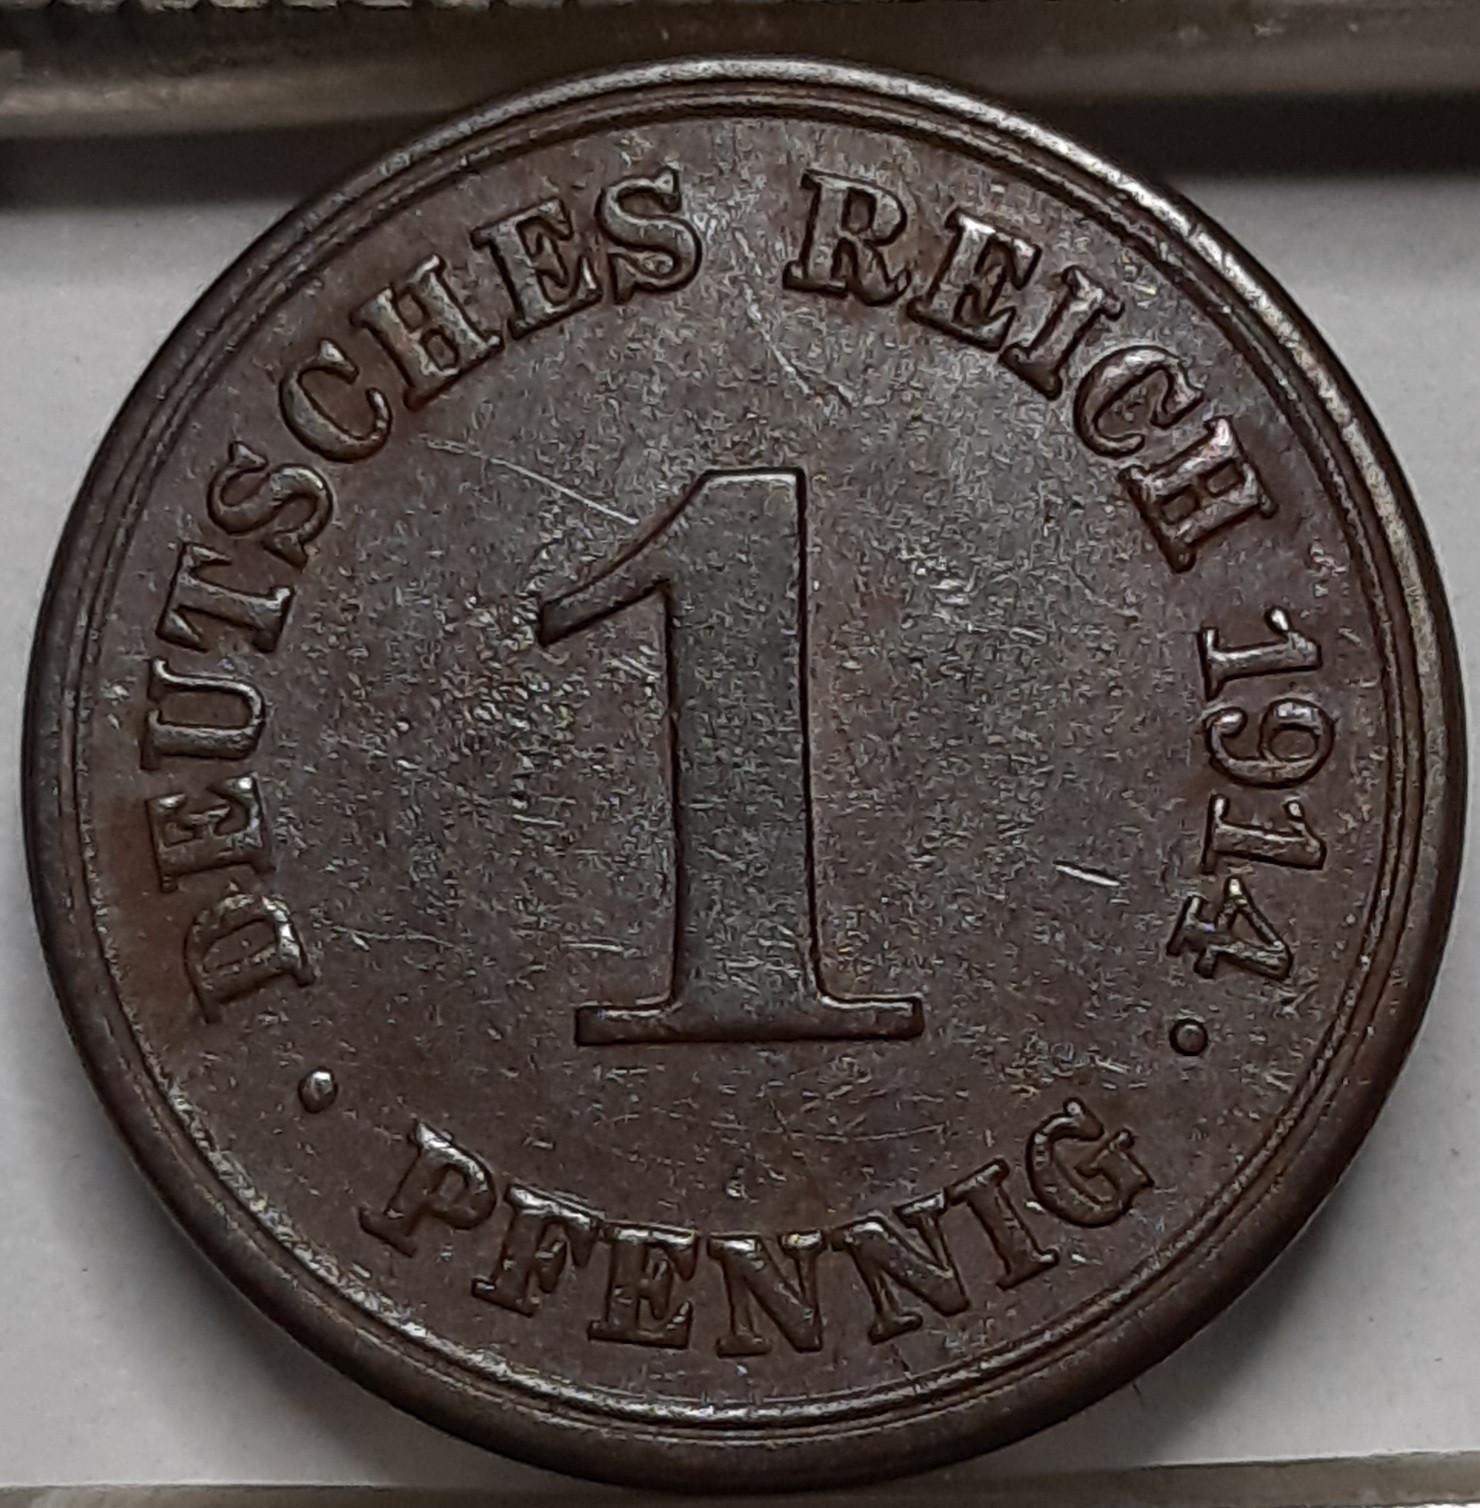 DEUTSCHES REICH 1914
1
• PFENNIG •